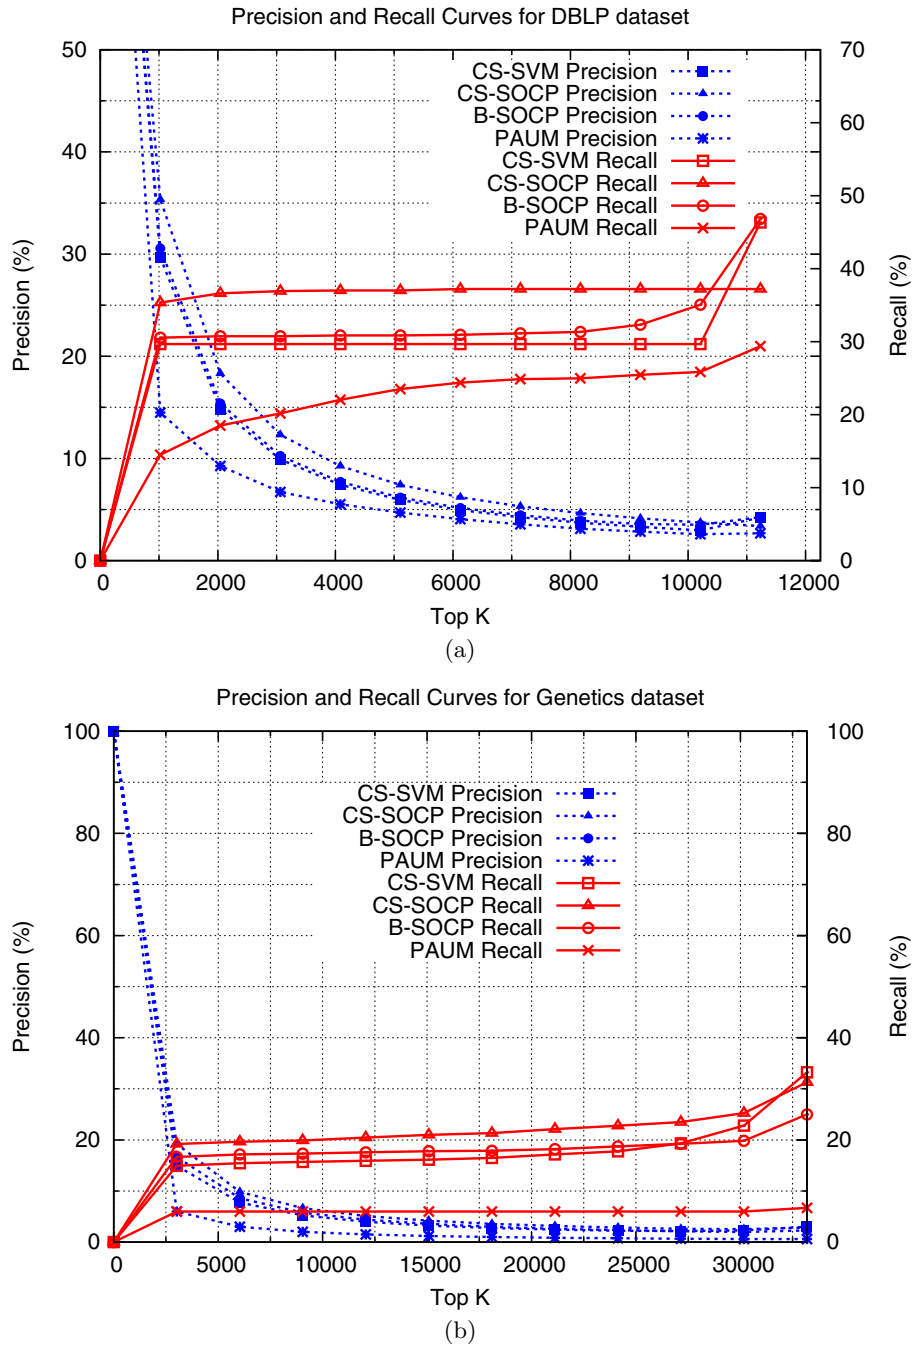 Precision and Recall Curves for DBLP dataset
50
40
30
20
10
0
Precision (%)
70
60
50
40
30
20
10
0
Recall (%)
CS-SVM Precision
CS-SOCP Precision
B-SOCP Precision
PAUM Precision
CS-SVM Recall
CS-SOCP Recall
B-SOCP Recall
PAUM Recall
0 2000 4000 6000 8000 10000 12000
Top K
(a)
Precision and Recall Curves for Genetics dataset
100
80
60
40
20
0
Precision (%)
100
80
60
40
20
0
Recall (%)
CS-SVM Precision
CS-SOCP Precision
B-SOCP Precision
PAUM Precision
CS-SVM Recall
CS-SOCP Recall
B-SOCP Recall
PAUM Recall
0 5000 10000 15000 20000 25000 30000
Top K
(b)